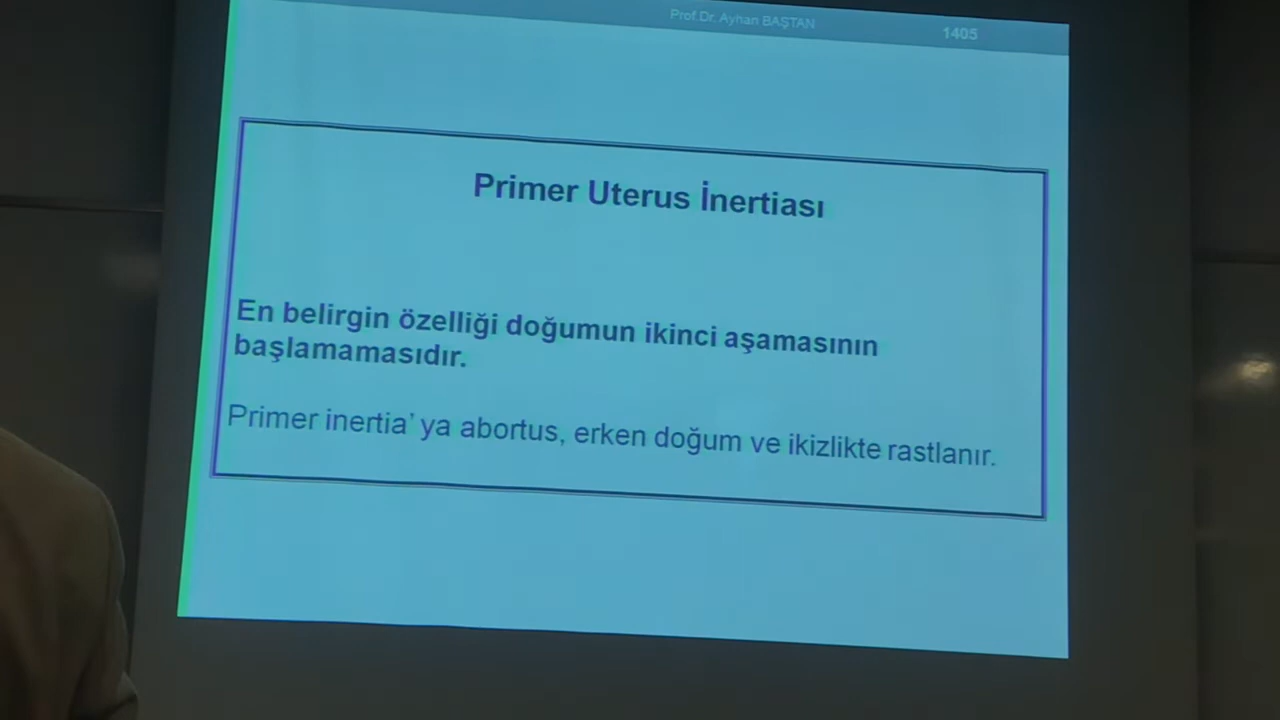 Prof.Dr. Ayhan BAŞTAN
1405
Primer Uterus İnertiası
En belirgin özelliği doğumun ikinci aşamasının
başlamamasıdır.
Primer inertia' ya abortus, erken doğum ve ikizlikte rastlanır.